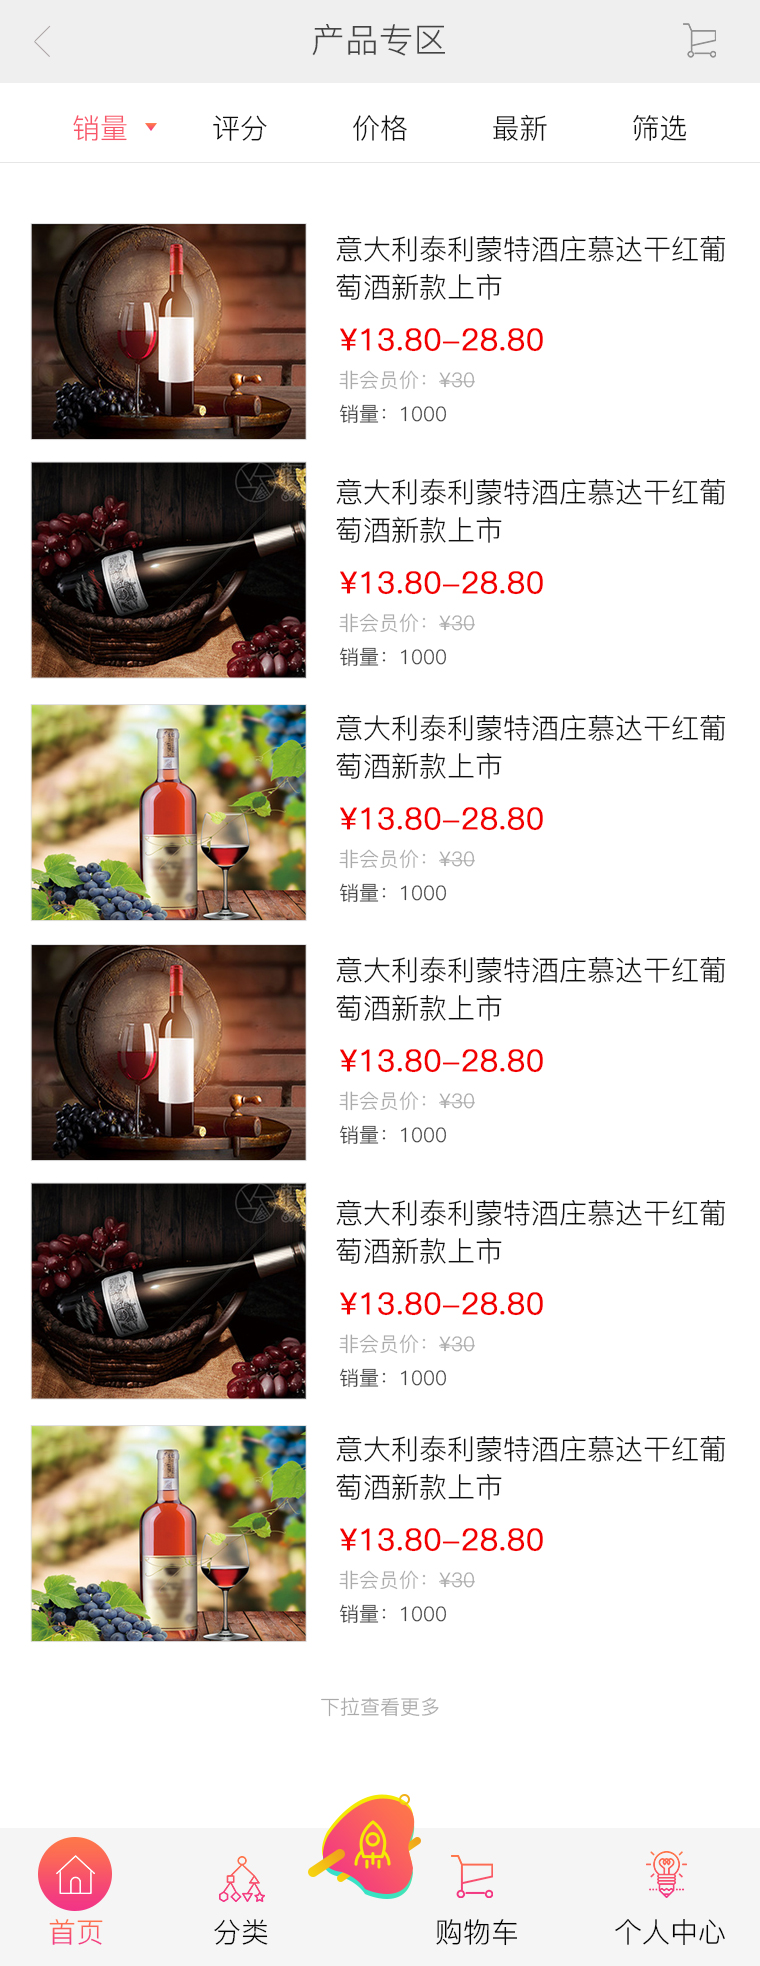 产品专区
销量 评分 价格 最新 筛选
意大利泰利蒙特酒庄慕达干红葡
萄酒新款上市
¥13.80-28.80
非会员价：¥30
销量：1000
意大利泰利蒙特酒庄慕达干红葡
萄酒新款上市
¥13.80-28.80
非会员价：¥30
销量：1000
意大利泰利蒙特酒庄慕达干红葡
萄酒新款上市
¥13.80-28.80
非会员价：¥30
销量：1000
意大利泰利蒙特酒庄慕达干红葡
萄酒新款上市
¥13.80-28.80
非会员价：¥30
销量：1000
意大利泰利蒙特酒庄慕达干红葡
萄酒新款上市
¥13.80-28.80
非会员价：¥30
销量：1000
意大利泰利蒙特酒庄慕达干红葡
萄酒新款上市
¥13.80-28.80
非会员价：¥30
销量：1000
下拉查看更多
首页 分类 购物车 个人中心